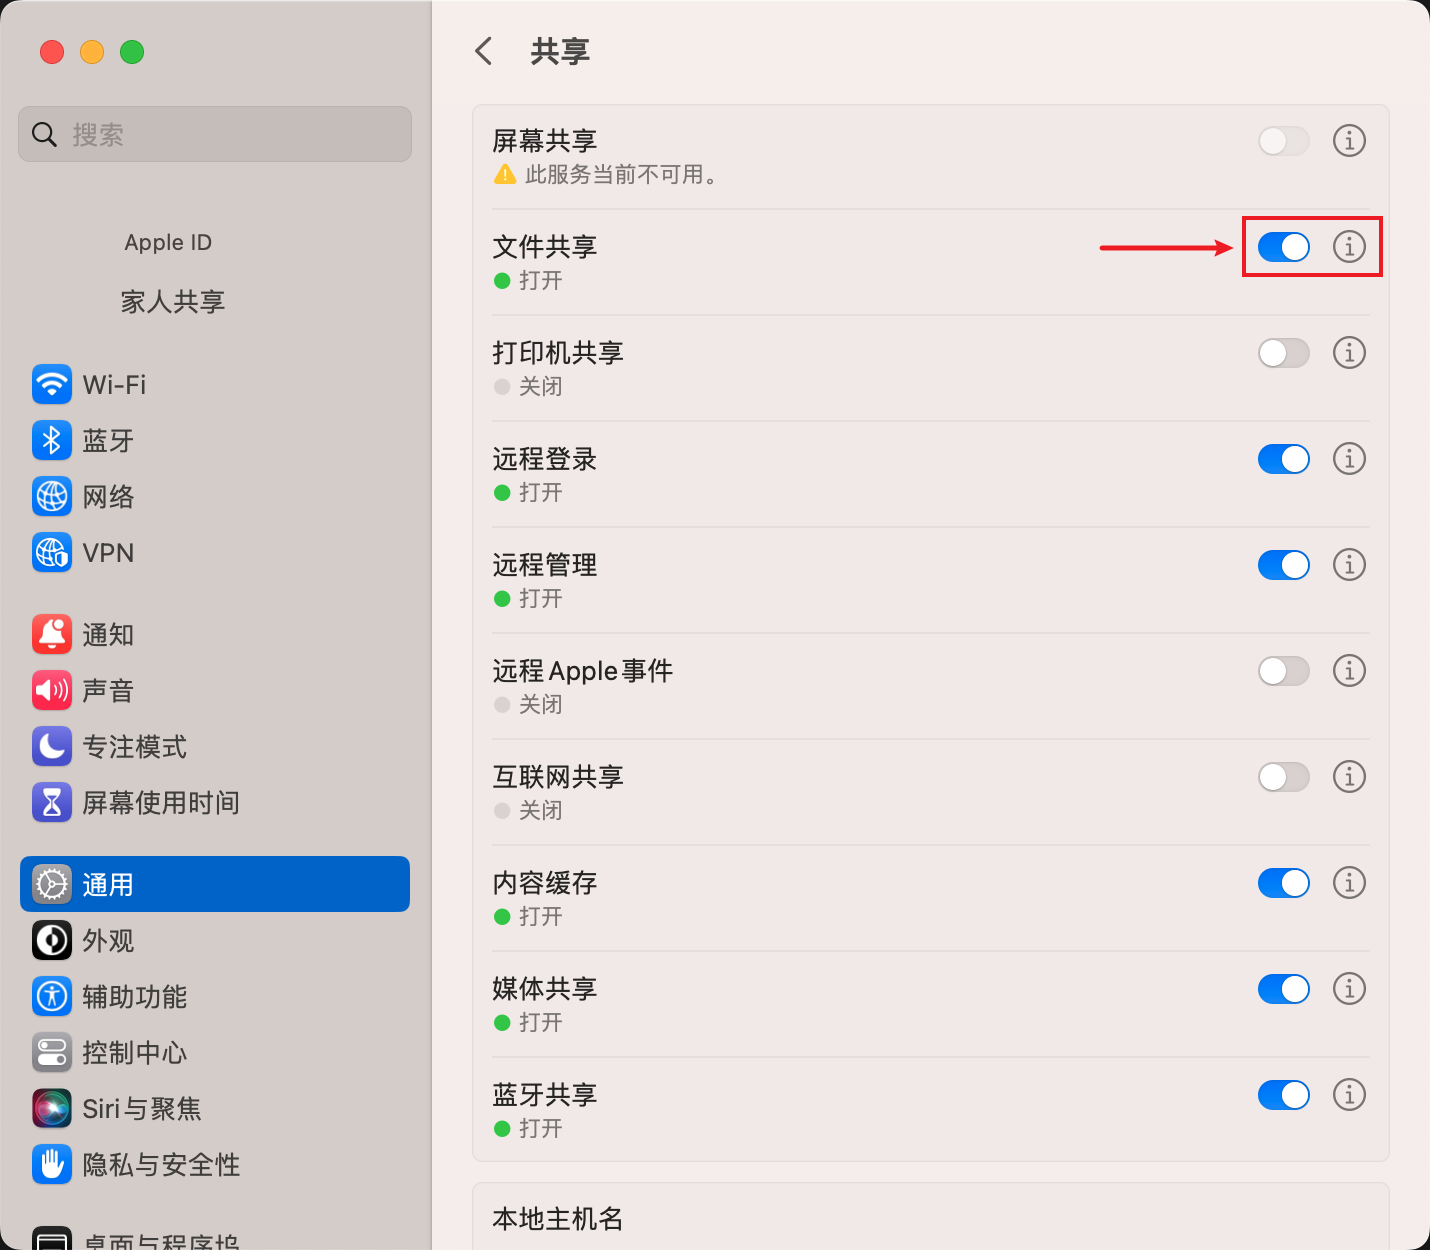 共享
搜索
Apple ID
家人共享
Wi-Fi
蓝牙
网络
VPN
通知
声音
专注模式
屏幕使用时间
通用
外观
辅助功能
控制中心
Siri与聚焦
隐私与安全性
桌面与程序坞
屏幕共享
此服务当前不可用。
文件共享
打开
打印机共享
关闭
远程登录
打开
远程管理
打开
远程Apple事件
关闭
互联网共享
关闭
内容缓存
打开
媒体共享
打开
蓝牙共享
打开
本地主机名